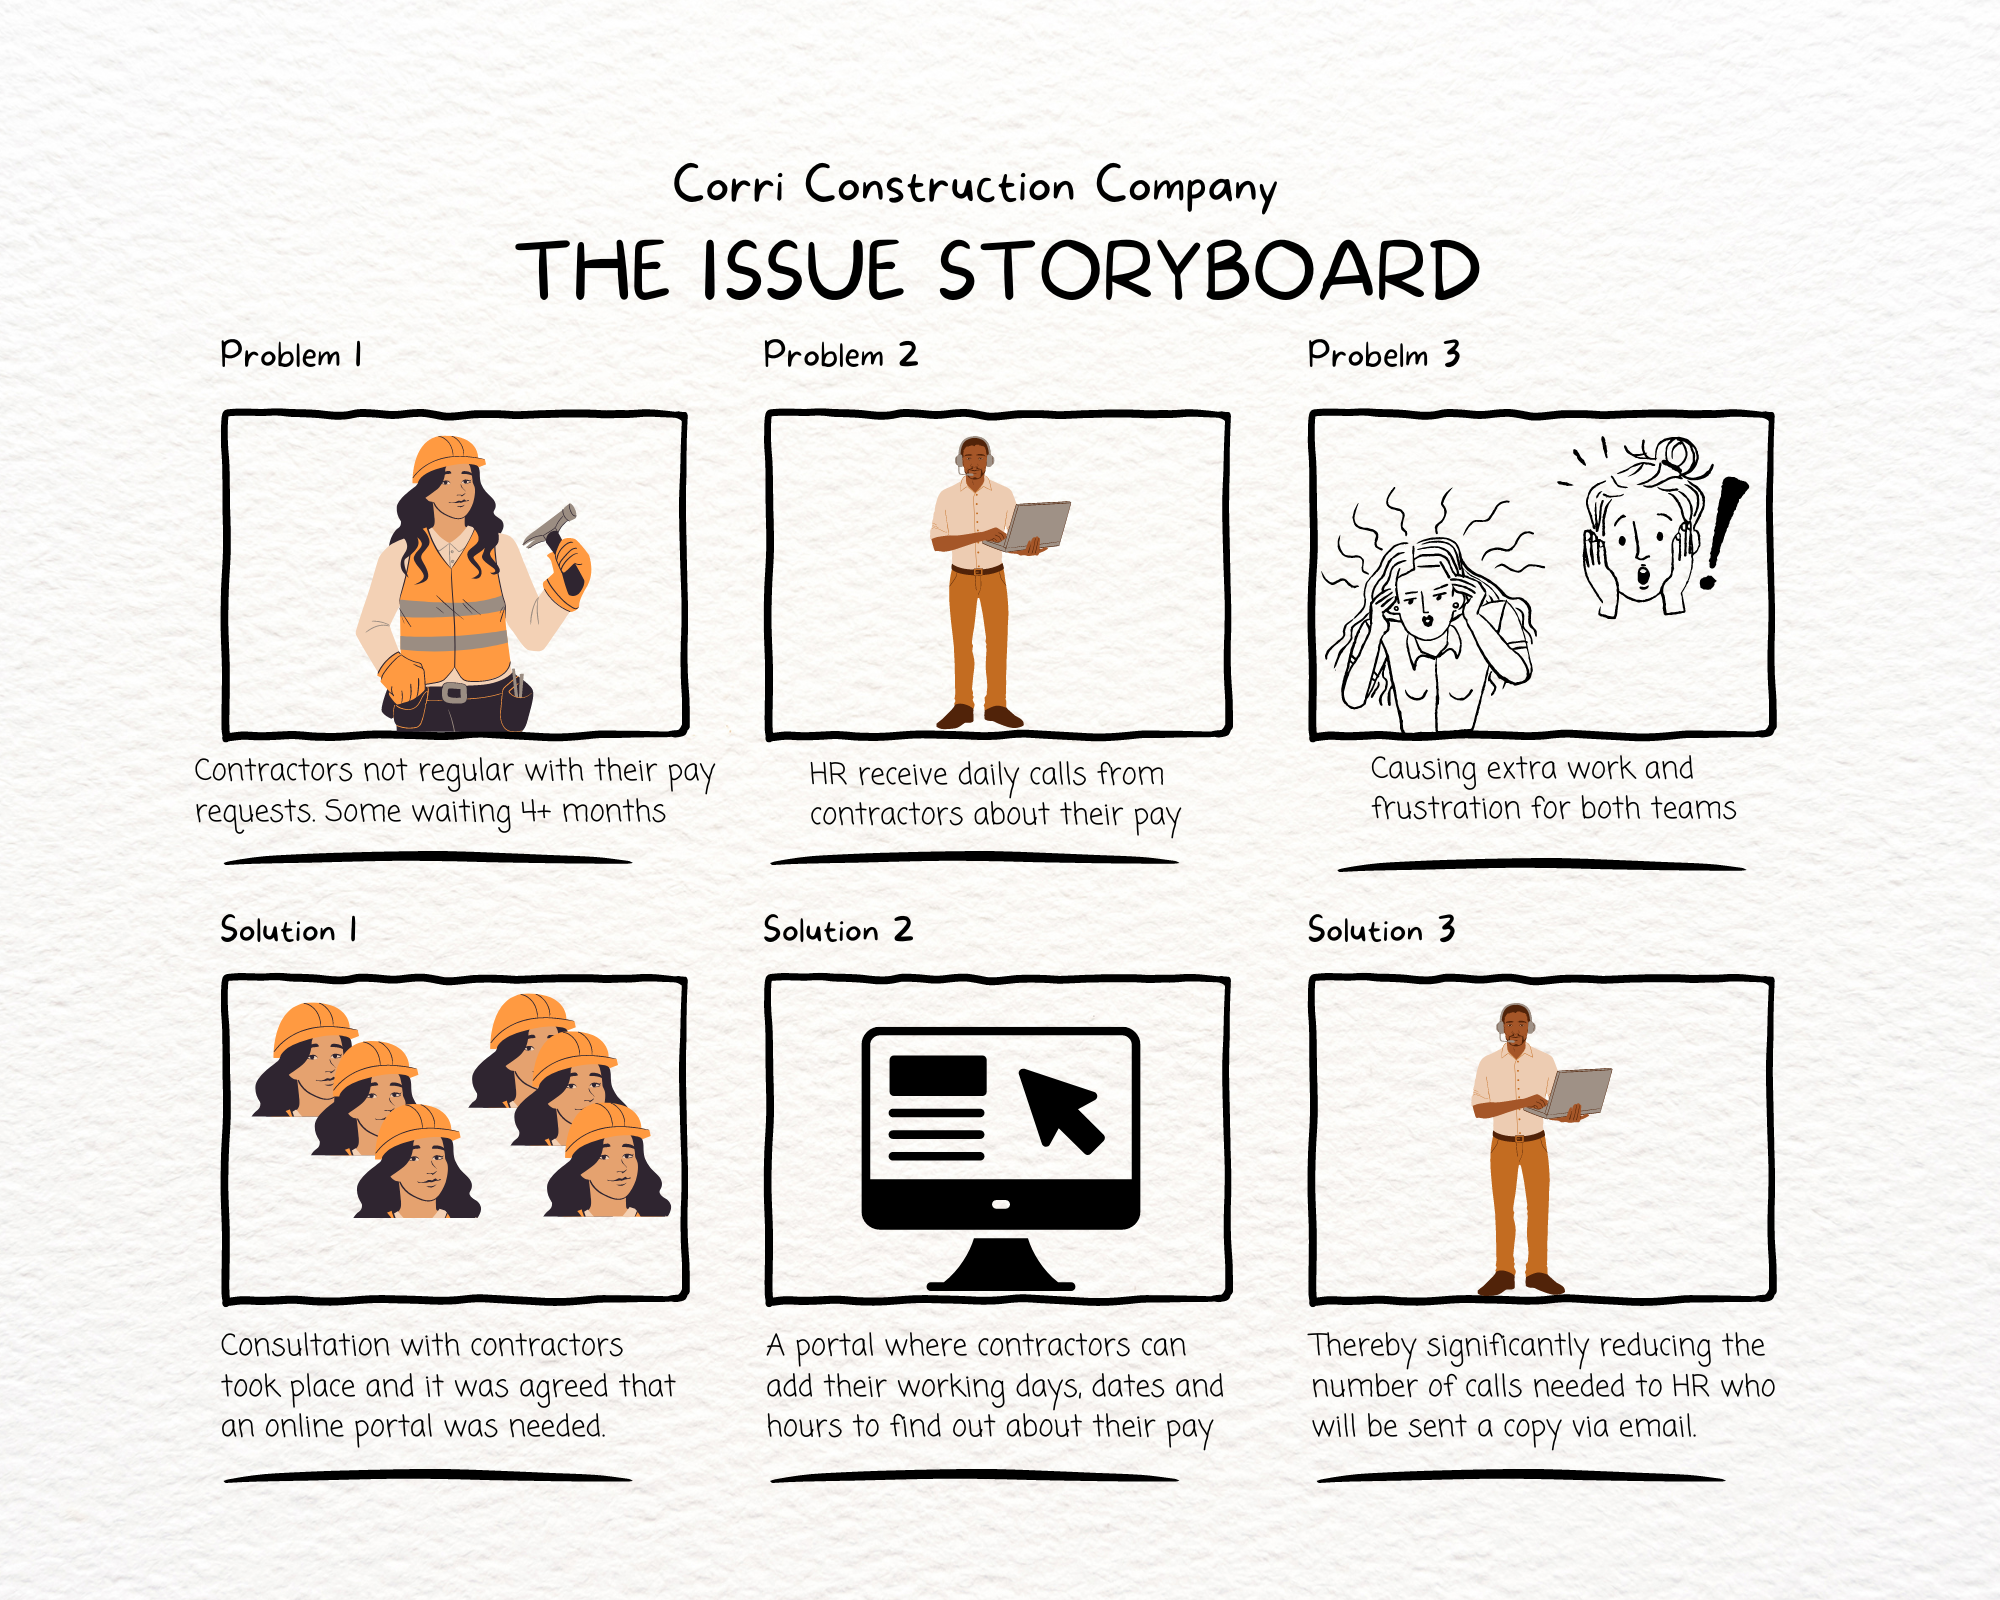 Corri Construction Company
THE ISSUE STORYBOARD
Problem 1
Problem 2
Probelm 3
Contractors not regular with their pay
requests. Some waiting 4+ months
HR receive daily calls from
contractors about their pay
Causing extra work and
frustration for both teams
Solution 1
Solution 2
Solution 3
Consultation with contractors
took place and it was agreed that
an online portal was needed.
A portal where contractors can
add their working days, dates and
hours to find out about their pay
Thereby significantly reducing the
number of calls needed to HR who
will be sent a copy via email.